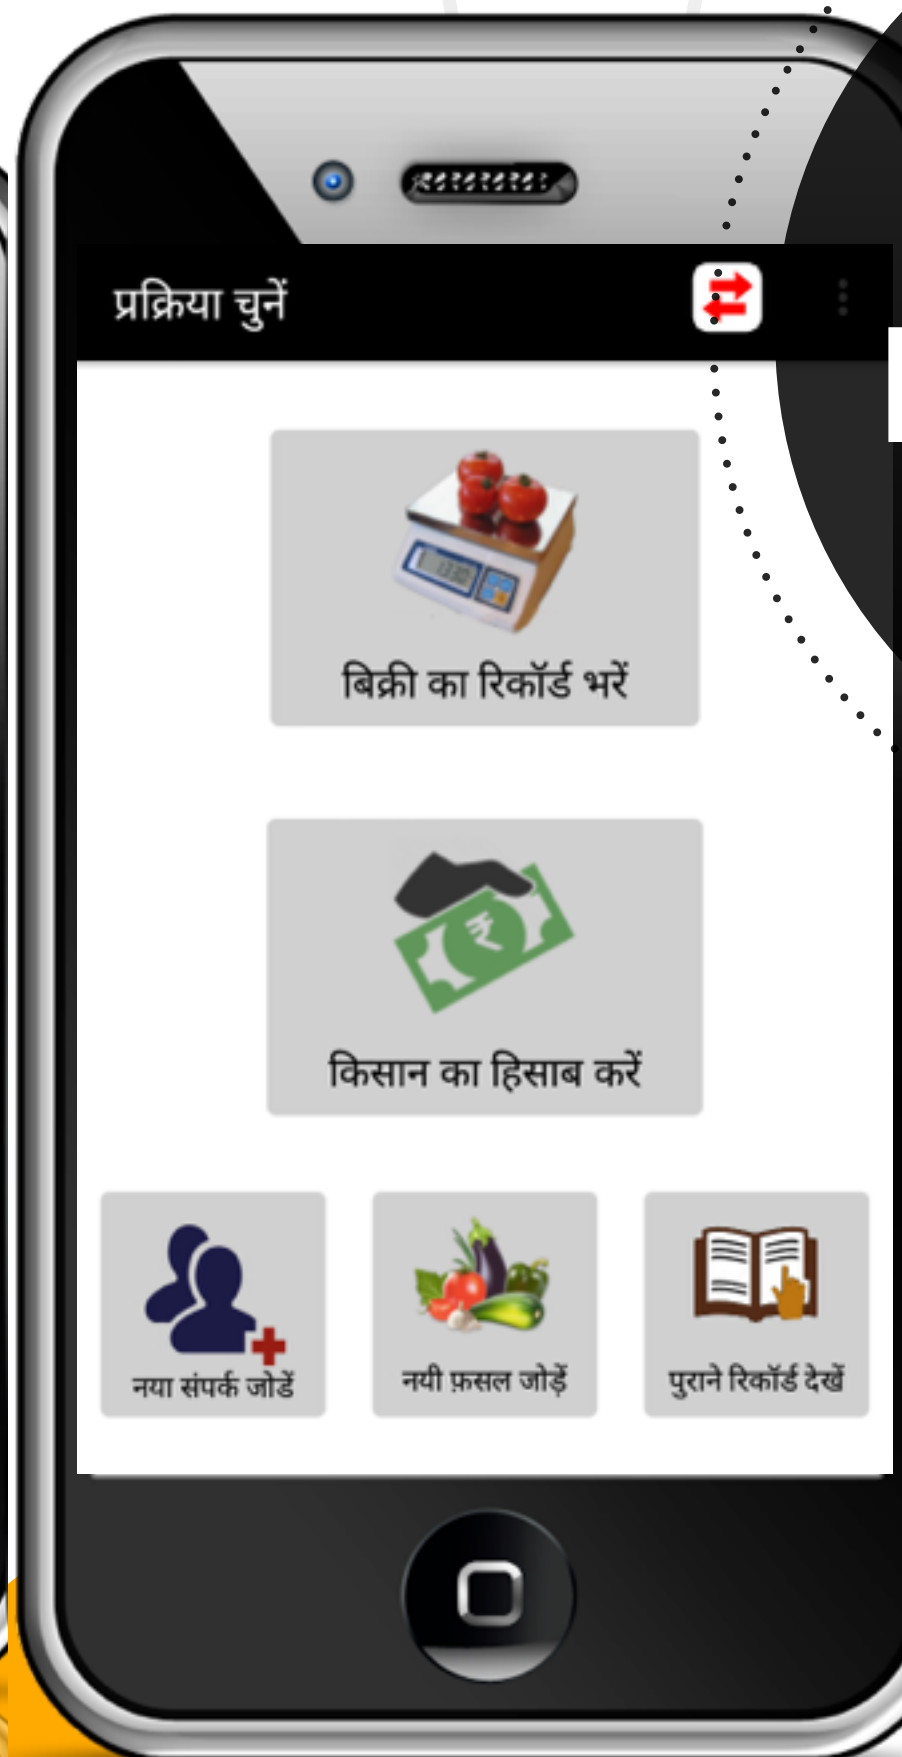 प्रक्रिया चुनें
बिक्री का रिकॉर्ड भरें
किसान का हिसाब करें
नया संपर्क जोडें
नयी फ़सल जोड़ें
पुराने रिकॉर्ड देखें